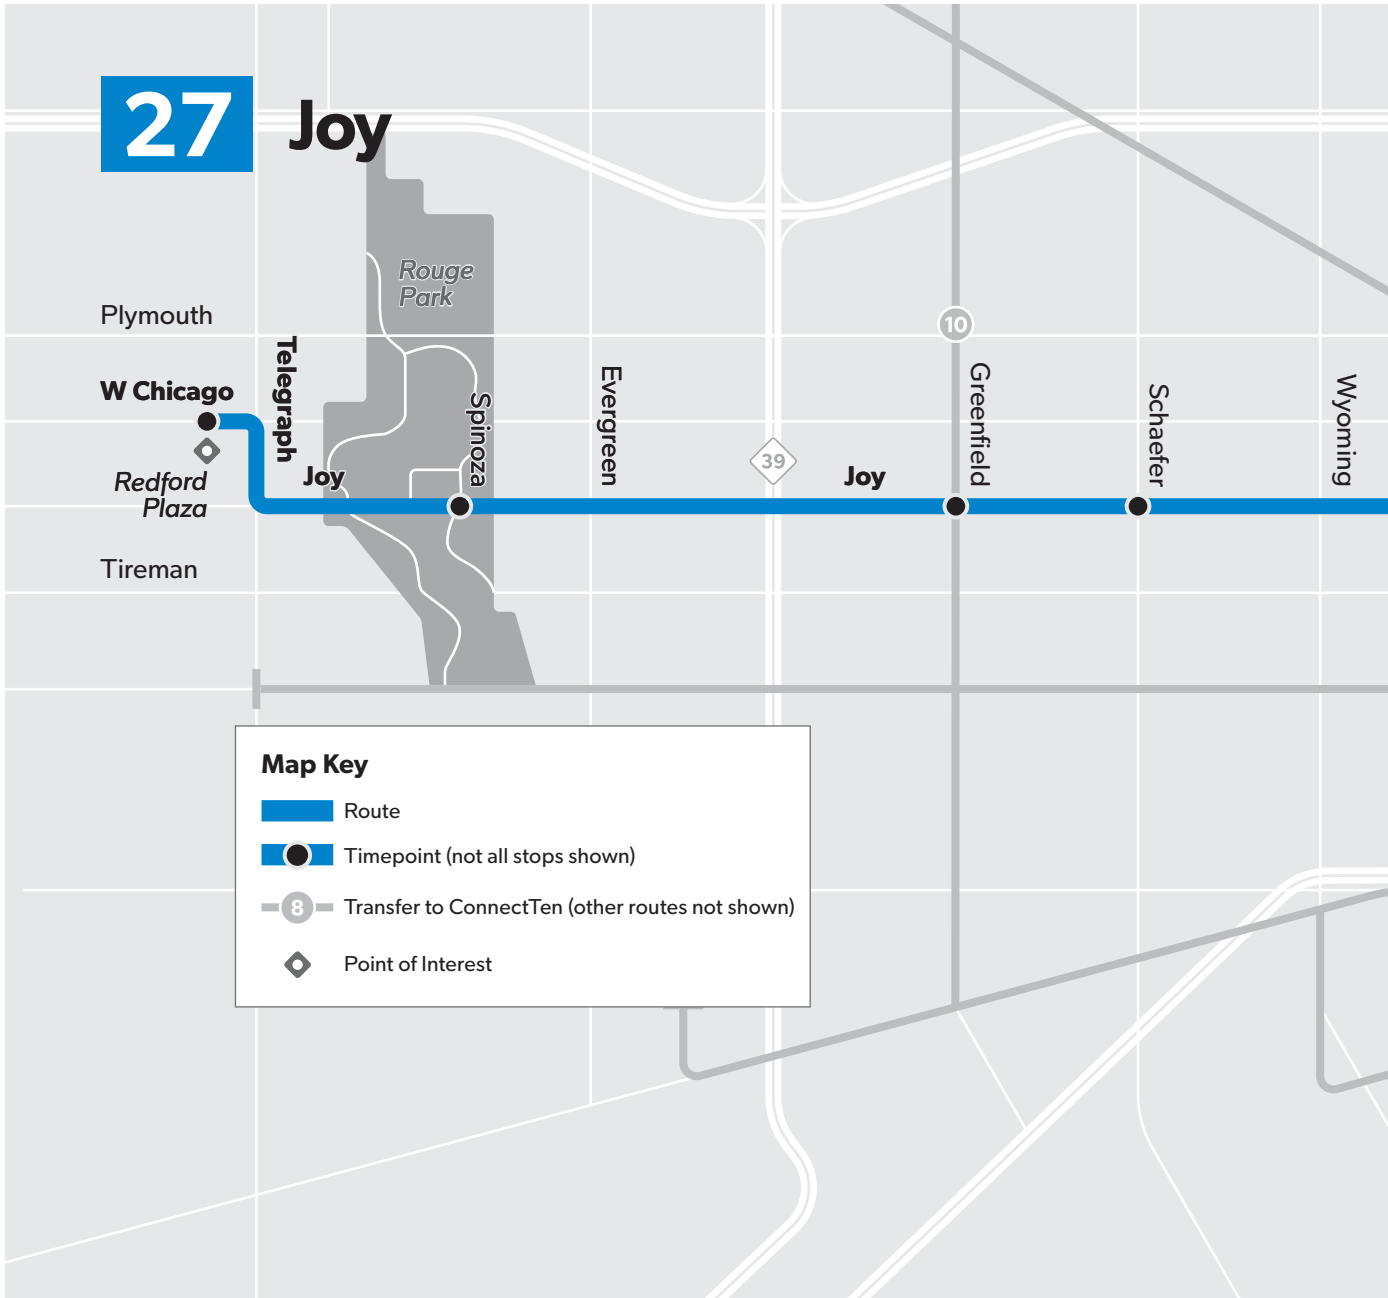 27 Joy
Rouge
Park
Plymouth
Telegraph
W Chicago
Redford
Plaza
Joy
Spinoza
Evergreen
39
Joy
10
Greenfield
Schaefer
Wyoming
Tireman
Map Key
Route
Timepoint (not all stops shown)
8 Transfer to ConnectTen (other routes not shown)
Point of Interest